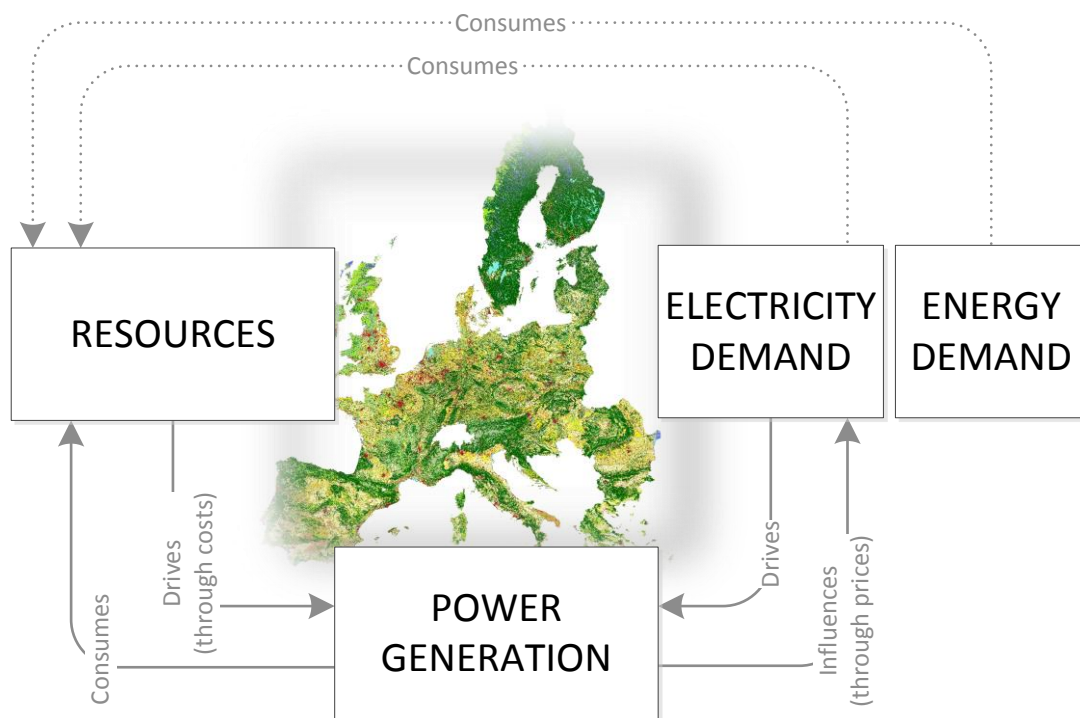 Consumes
Consumes
RESOURCES
ELECTRICITY
DEMAND
ENERGY
DEMAND
Drives
(through costs)
Consumes
POWER
GENERATION
Drives
Influences
(through prices)